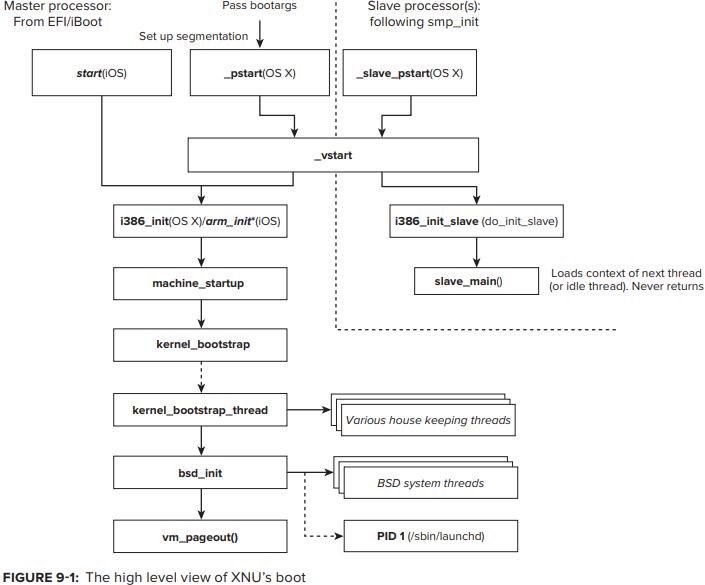 Master processor:
From EFI/iBoot
Pass bootargs
Slave processor(s):
following smp_init
Set up segmentation
start(iOS)
_pstart(OS X)
_slave_pstart(OS X)
_vstart
i386_init(OS X)/arm_init*(iOS)
i386_init_slave (do_init_slave)
machine_startup
slave_main()
Loads context of next thread
(or idle thread). Never returns
kernel_bootstrap
kernel_bootstrap_thread
Various house keeping threads
bsd_init
BSD system threads
vm_pageout()
PID 1 (/sbin/launchd)
FIGURE 9-1: The high level view of XNU's boot